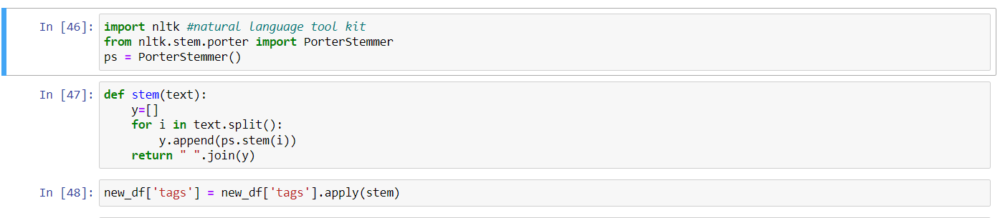 In [46]: import nltk #natural language tool kit
from nltk.stem.porter import PorterStemmer
ps = PorterStemmer()
In [47]: def stem(text):
    y=[]
    for i in text.split():
        y.append(ps.stem(i))
    return " ".join(y)
In [48]: new_df['tags'] = new_df['tags'].apply(stem)